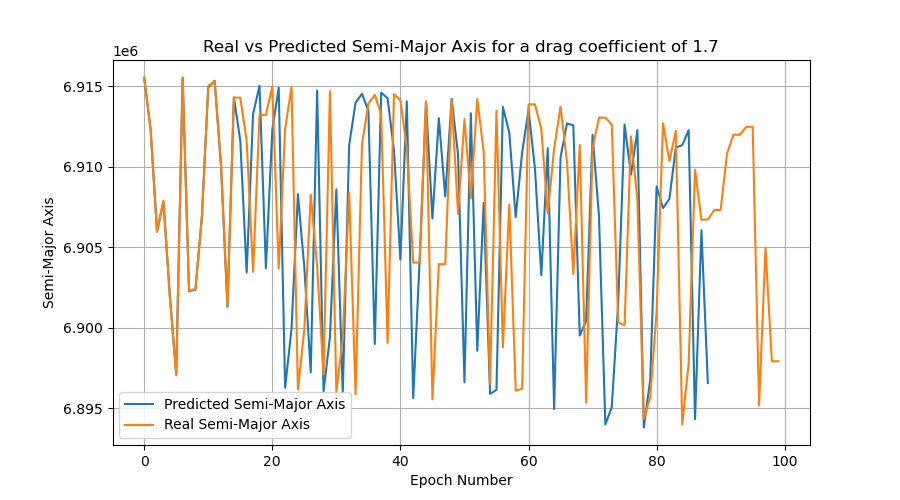 Real vs Predicted Semi-Major Axis for a drag coefficient of 1.7
1e6
6.915
6.910
6.905
6.900
6.895
Semi-Major Axis
Predicted Semi-Major Axis
Real Semi-Major Axis
0 20 40 60 80 100
Epoch Number